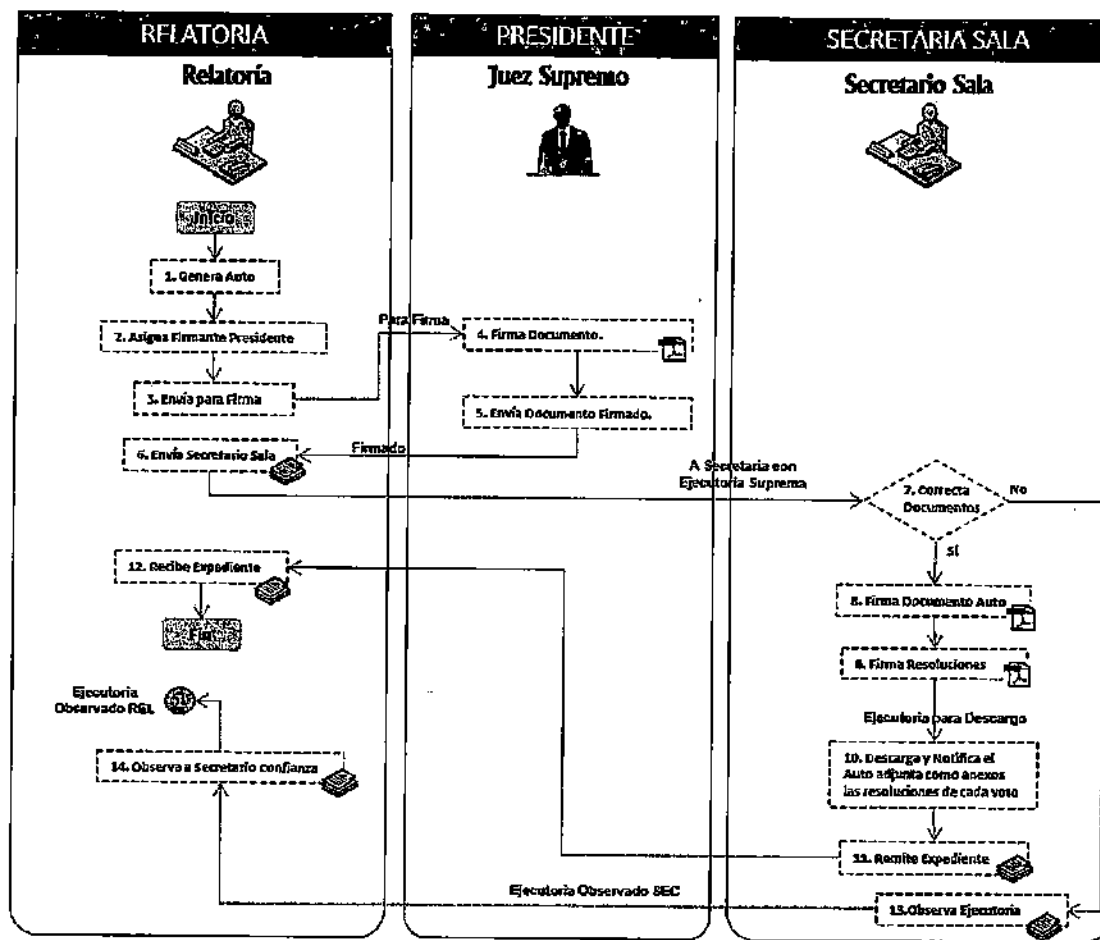 RELATORIA
Relatoría
Inicio
1. Genera Auto
2. Asigna Firmante Presidente
3. Envía para Firma
6. Envía Secretario Sala
12. Recibe Expediente
Fin
Ejecutoria
Observado REL
14. Observa a Secretario confianza
PRESIDENTE
Juez Supremo
Para Firma
4. Firma Documento.
5. Envía Documento Firmado.
Firmado
A Secretaria con
Ejecutoria Suprema
Ejecutoria Observado SEC
SECRETARIA SALA
Secretario Sala
7. Correcta
Documentos
No
SÍ
8. Firma Documento Auto
9. Firma Resoluciones
Ejecutoria para Descargo
10. Descarga y Notifica el
Auto adjunta como anexos
las resoluciones de cada voto
11. Remite Expediente
13.Observa Ejecutoria